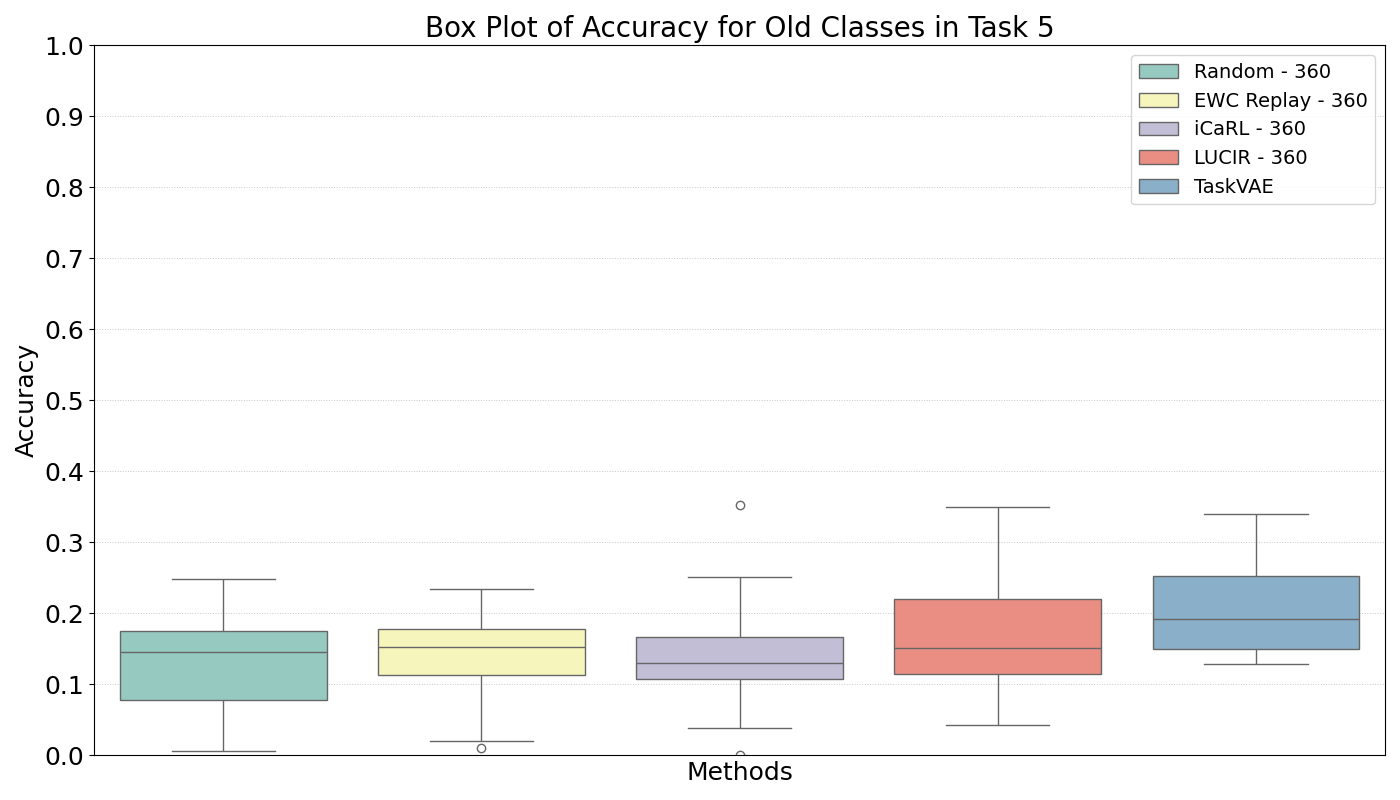 Box Plot of Accuracy for Old Classes in Task 5
1.0
0.9
0.8
0.7
0.6
0.5
0.4
0.3
0.2
0.1
0.0
Accuracy
Methods
Random - 360
EWC Replay - 360
iCaRL - 360
LUCIR - 360
TaskVAE